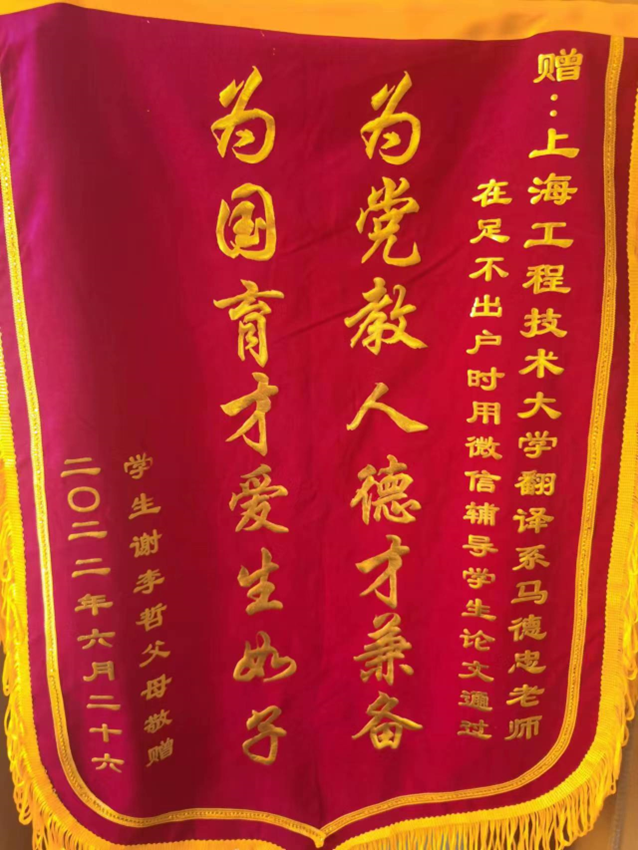 赠：上海工程技术大学翻译系马德忠老师
在足不出户时用微信辅导学生论文通过
为党教人德才兼备
为国育才爱生如子
学生谢李哲父母敬赠
二〇二二年六月二十六